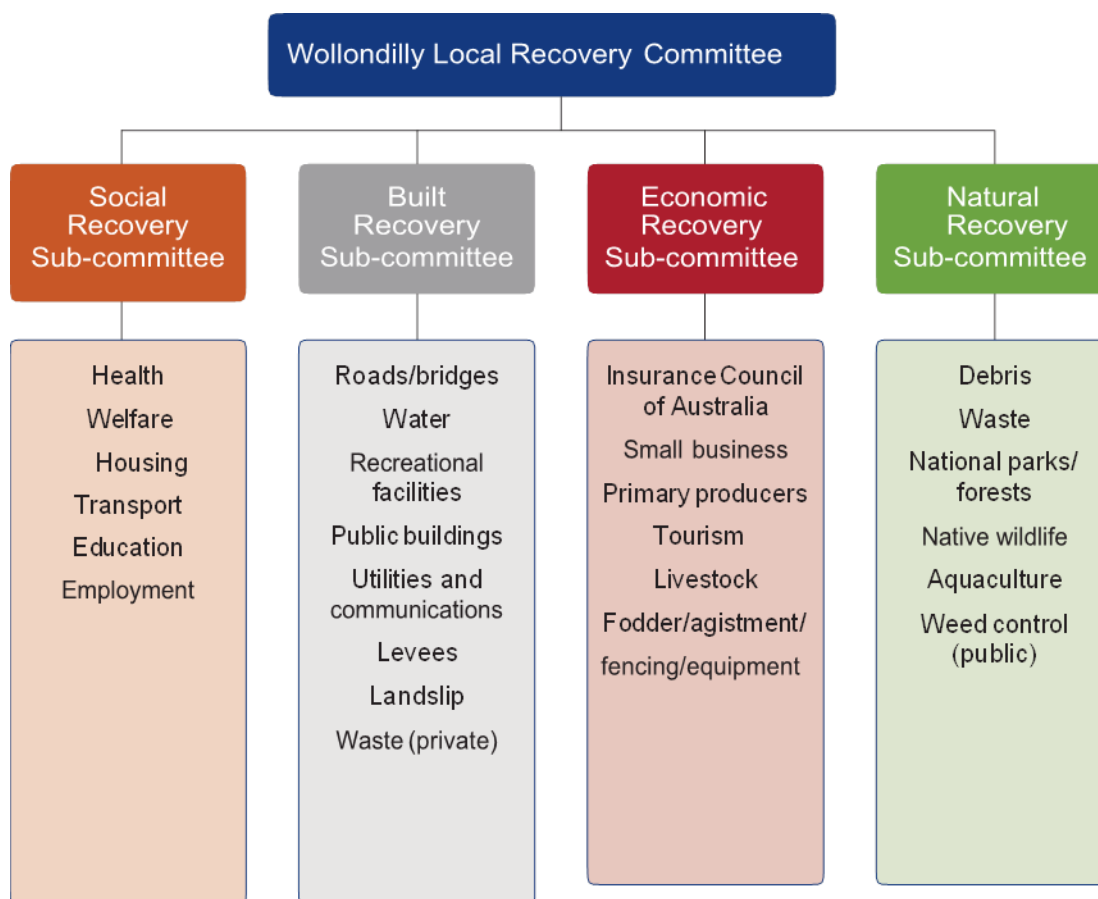 Wollondilly Local Recovery Committee
Social
Recovery
Sub-committee
Health
Welfare
Housing
Transport
Education
Employment
Built
Recovery
Sub-committee
Roads/bridges
Water
Recreational
facilities
Public buildings
Utilities and
communications
Levees
Landslip
Waste (private)
Economic
Recovery
Sub-committee
Insurance Council
of Australia
Small business
Primary producers
Tourism
Livestock
Fodder/agistment/
fencing/equipment
Natural
Recovery
Sub-committee
Debris
Waste
National parks/
forests
Native wildlife
Aquaculture
Weed control
(public)